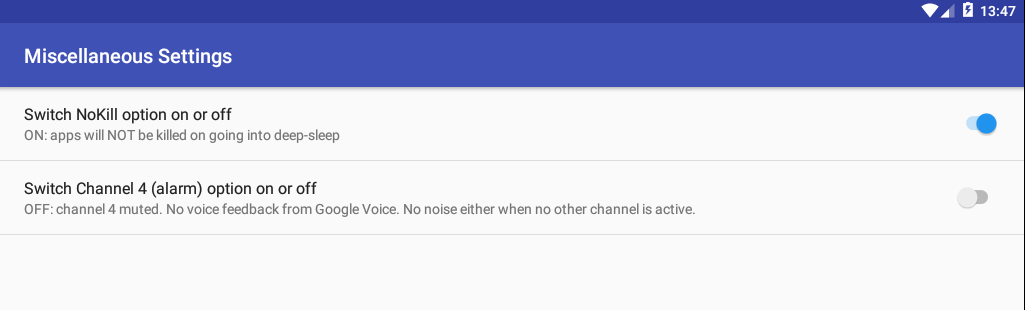 13:47
Miscellaneous Settings
Switch NoKill option on or off
ON: apps will NOT be killed on going into deep-sleep
Switch Channel 4 (alarm) option on or off
OFF: channel 4 muted. No voice feedback from Google Voice. No noise either when no other channel is active.